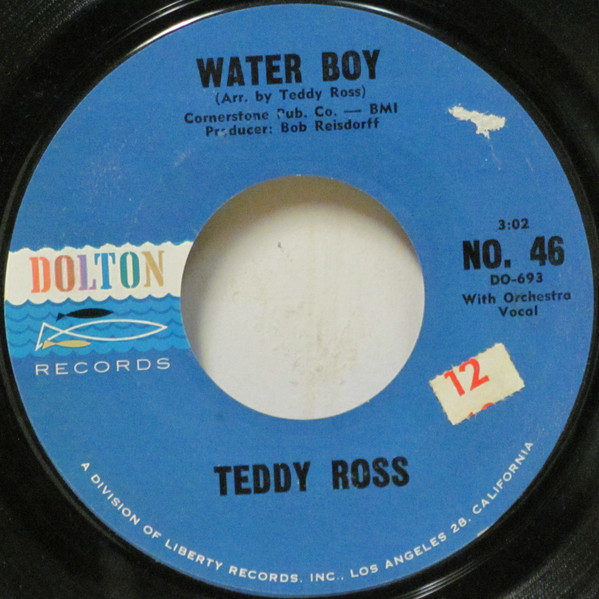 WATER BOY
(Arr. by Teddy Ross)
Cornerstone Pub. Co. — BMI
Producer: Bob Reisdorff
3:02
NO. 46
DO-693
With Orchestra
Vocal
DOLTON
RECORDS
12
TEDDY ROSS
A DIVISION OF LIBERTY RECORDS, INC., LOS ANGELES 28, CALIFORNIA